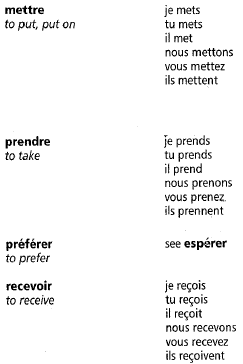 mettre
to put, put on
je mets
tu mets
il met
nous mettons
vous mettez
ils mettent
prendre
to take
je prends
tu prends
il prend
nous prenons
vous prenez
ils prennent
préférer
to prefer
see espérer
recevoir
to receive
je reçois
tu reçois
il reçoit
nous recevons
vous recevez
ils reçoivent